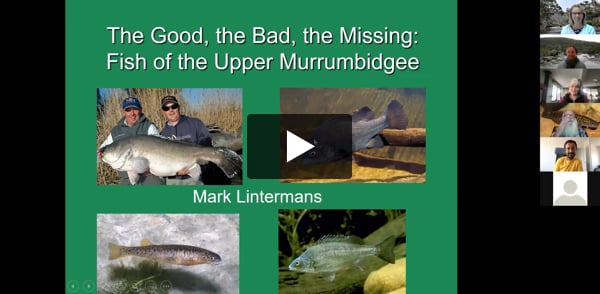 The Good, the Bad, the Missing:
Fish of the Upper Murrumbidgee
Mark Lintermans